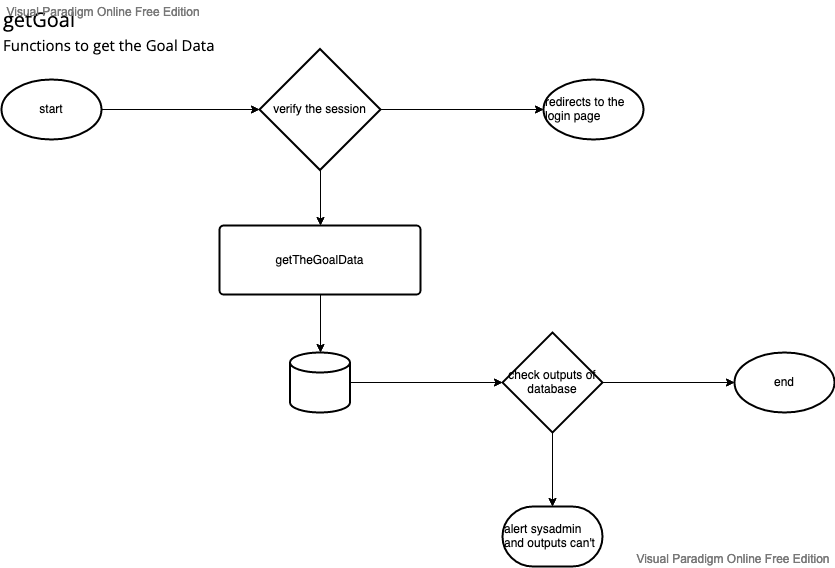 Visual Paradigm Online Free Edition
getGoal
Functions to get the Goal Data
start
verify the session
redirects to the
login page
getTheGoalData
check outputs of
database
end
alert sysadmin
and outputs can't
Visual Paradigm Online Free Edition